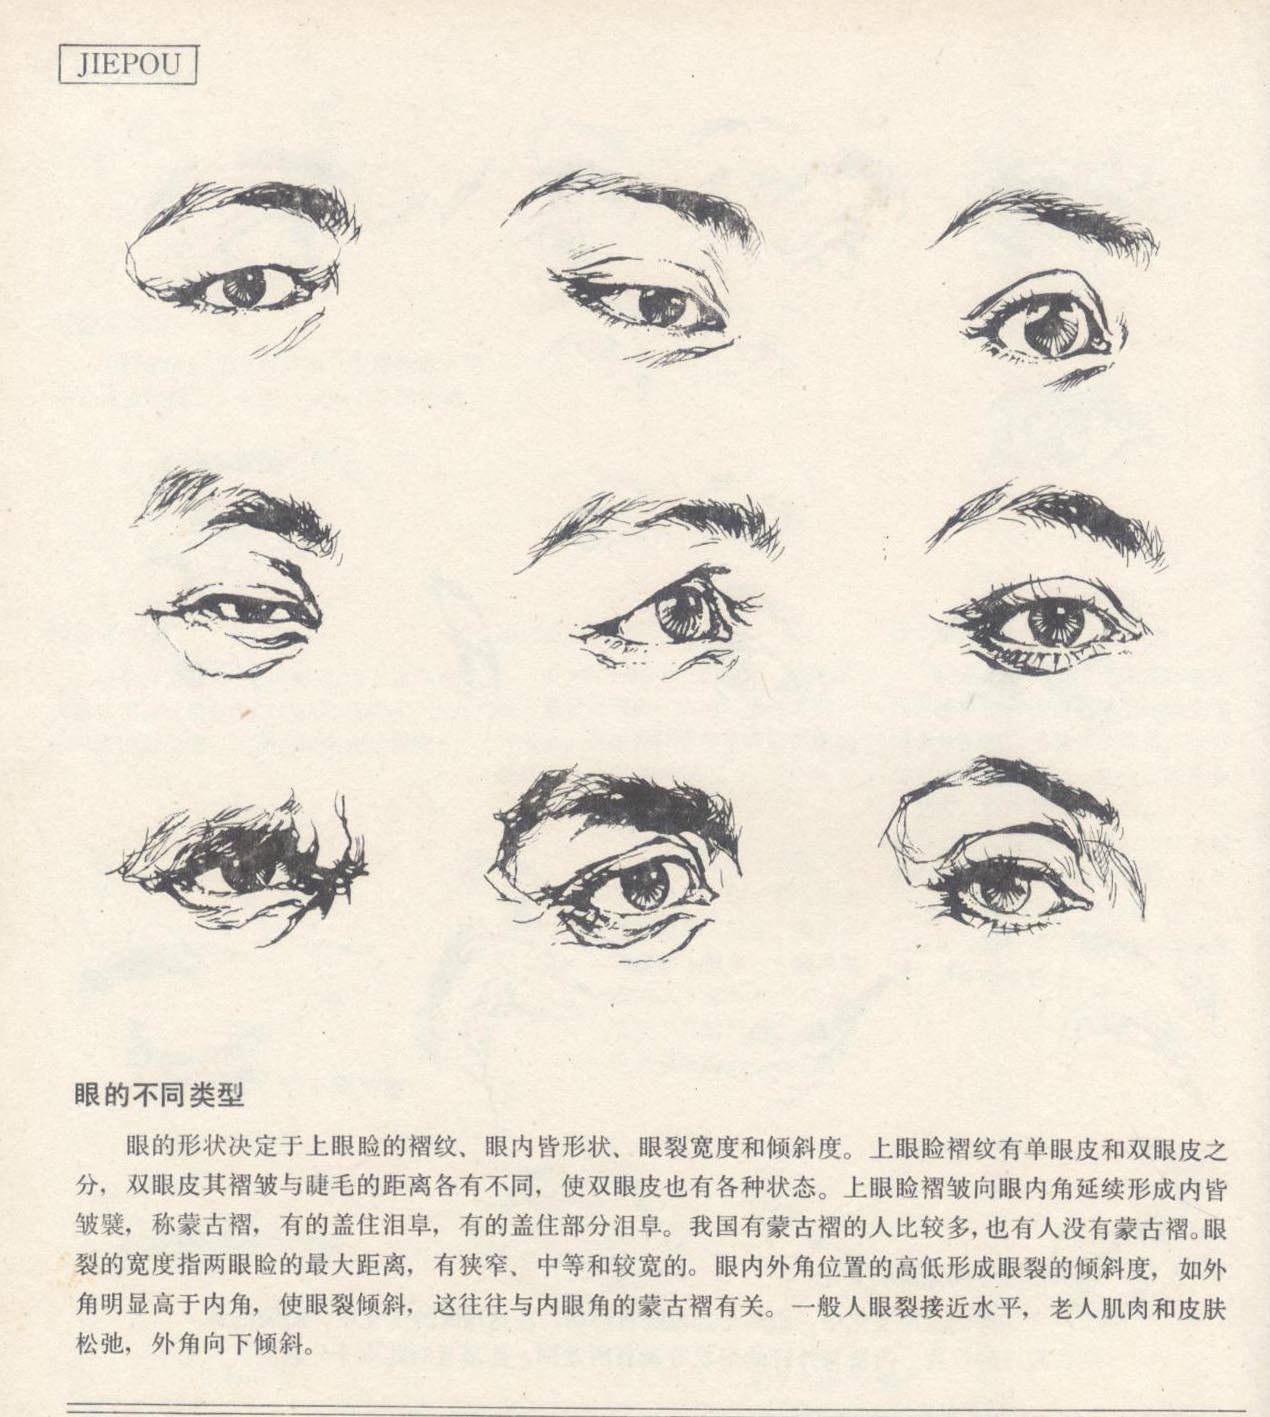 JIEPOU
眼的不同类型
眼的形状决定于上眼睑的褶纹、眼内眥形状、眼裂宽度和倾斜度。上眼睑褶纹有单眼皮和双眼皮之
分，双眼皮其褶皱与睫毛的距离各有不同，使双眼皮也有各种状态。上眼睑褶皱向眼内角延续形成内眥
皱襞，称蒙古褶，有的盖住泪阜，有的盖住部分泪阜。我国有蒙古褶的人比较多，也有人没有蒙古褶。眼
裂的宽度指两眼睑的最大距离，有狭窄、中等和较宽的。眼内外角位置的高低形成眼裂的倾斜度，如外
角明显高于内角，使眼裂倾斜，这往往与内眼角的蒙古褶有关。一般人眼裂接近水平，老人肌肉和皮肤
松弛，外角向下倾斜。